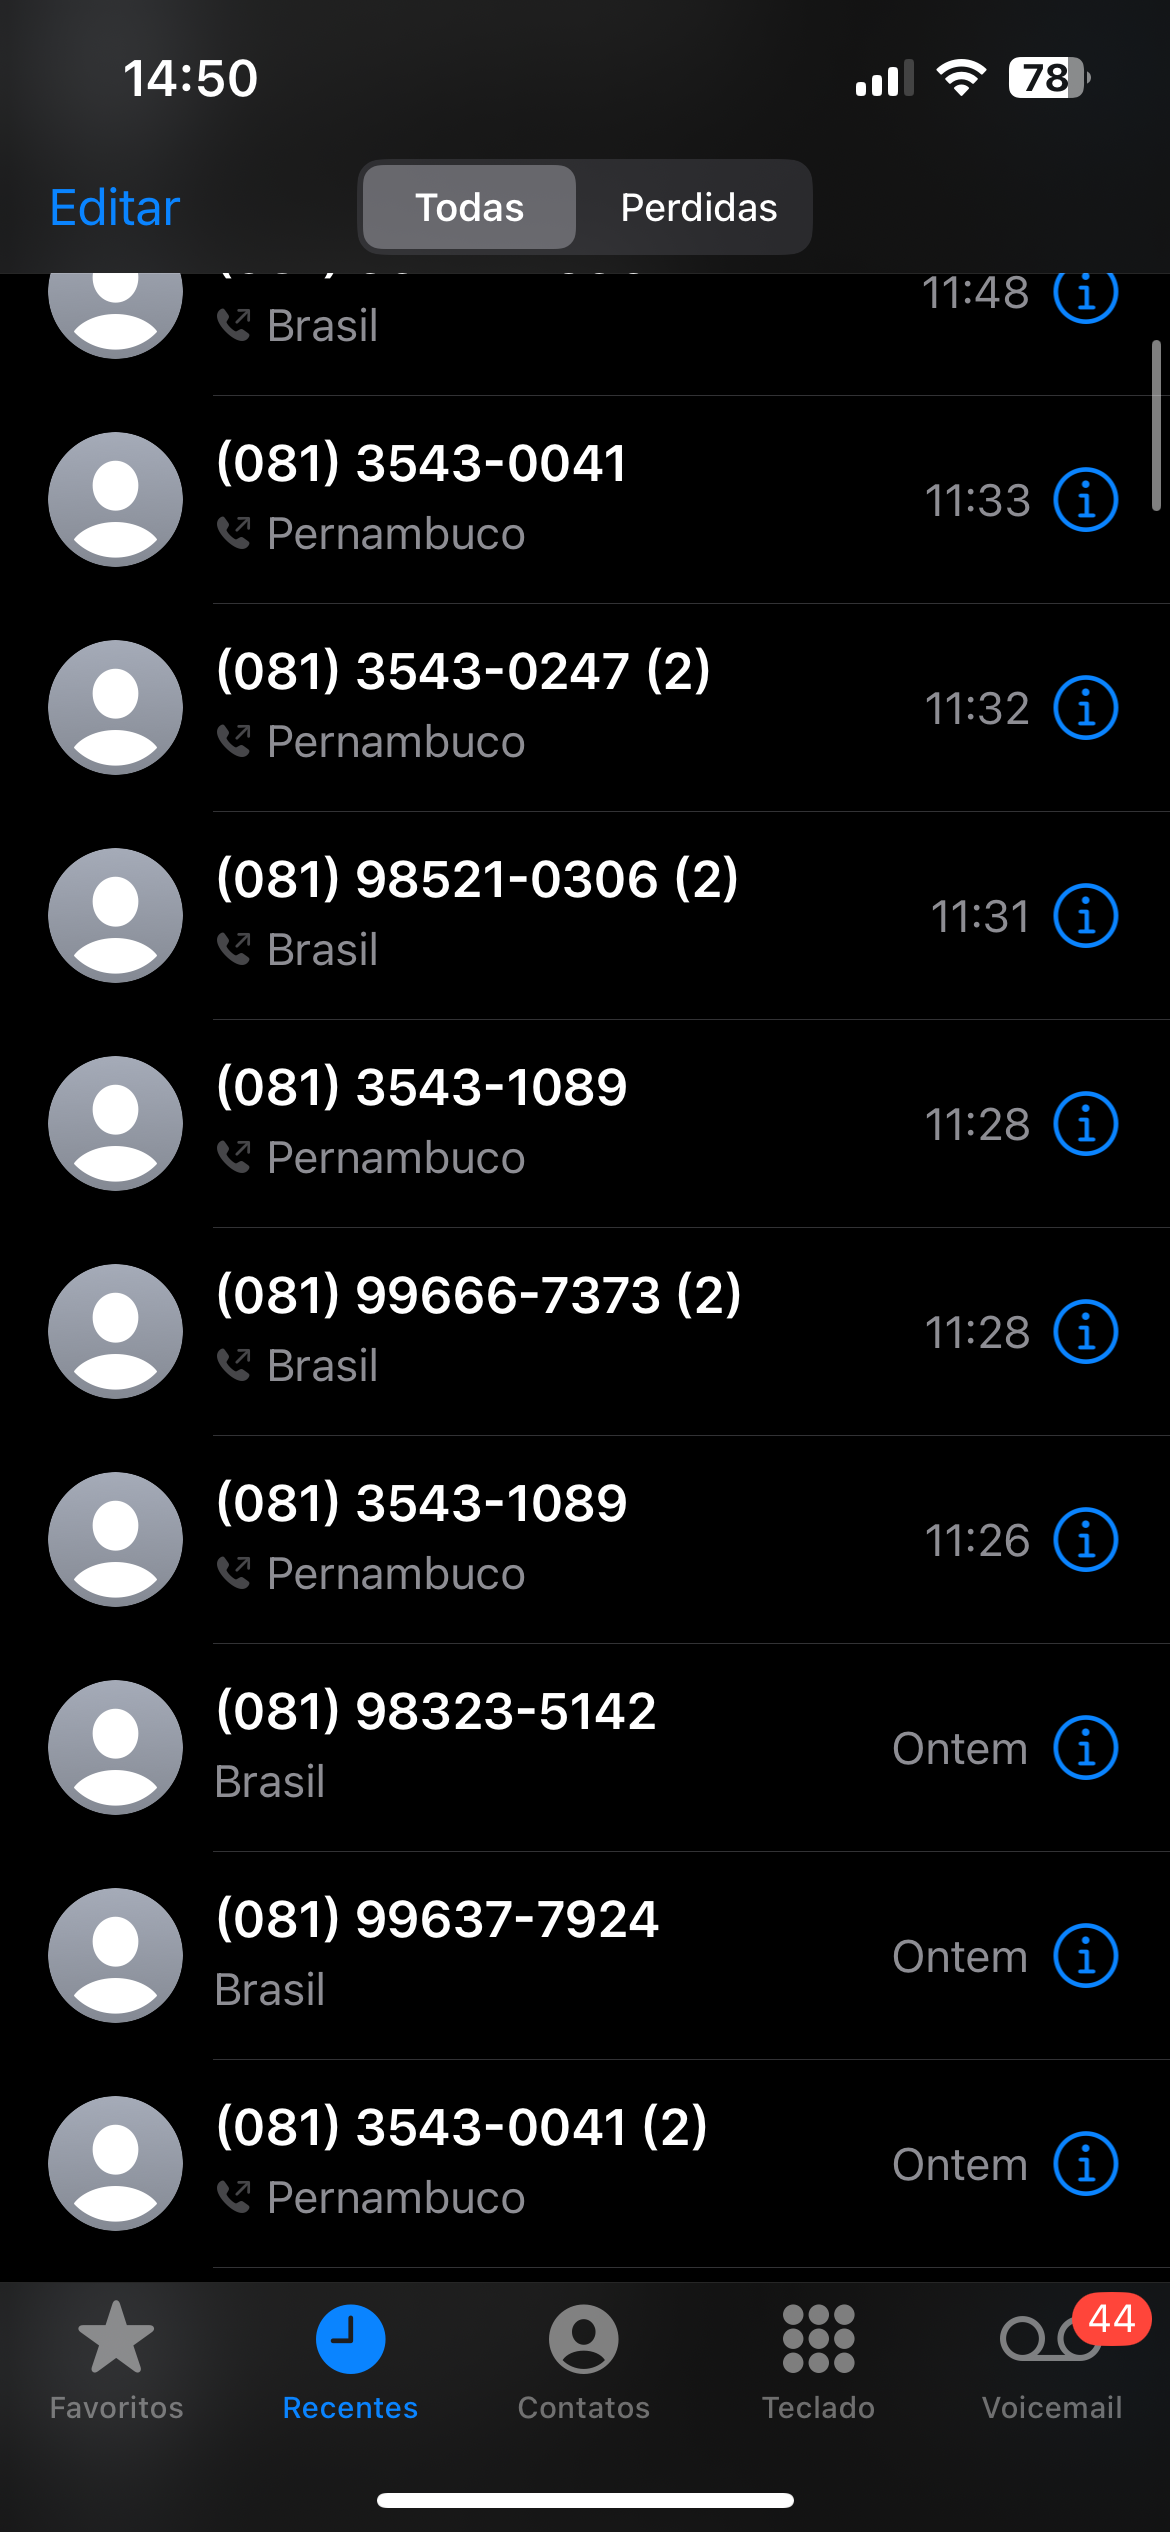 14:50
78
Editar
Todas
Perdidas
11:48
Brasil
(081) 3543-0041
11:33
Pernambuco
(081) 3543-0247 (2)
11:32
Pernambuco
(081) 98521-0306 (2)
11:31
Brasil
(081) 3543-1089
11:28
Pernambuco
(081) 99666-7373 (2)
11:28
Brasil
(081) 3543-1089
11:26
Pernambuco
(081) 98323-5142
Ontem
Brasil
(081) 99637-7924
Ontem
Brasil
(081) 3543-0041 (2)
Ontem
Pernambuco
44
Favoritos
Recentes
Contatos
Teclado
Voicemail